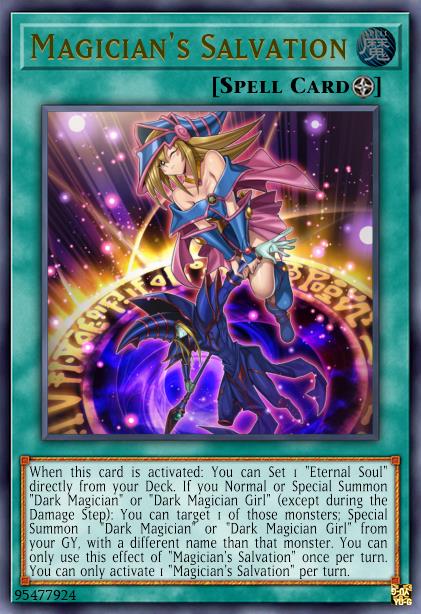 Magician's Salvation
魔
[Spell Card]
When this card is activated: You can Set 1 "Eternal Soul"
directly from your Deck. If you Normal or Special Summon
"Dark Magician" or "Dark Magician Girl" (except during the
Damage Step): You can target 1 of those monsters; Special
Summon 1 "Dark Magician" or "Dark Magician Girl" from
your GY, with a different name than that monster. You can
only use this effect of "Magician's Salvation" once per turn.
You can only activate 1 "Magician's Salvation" per turn.
95477924